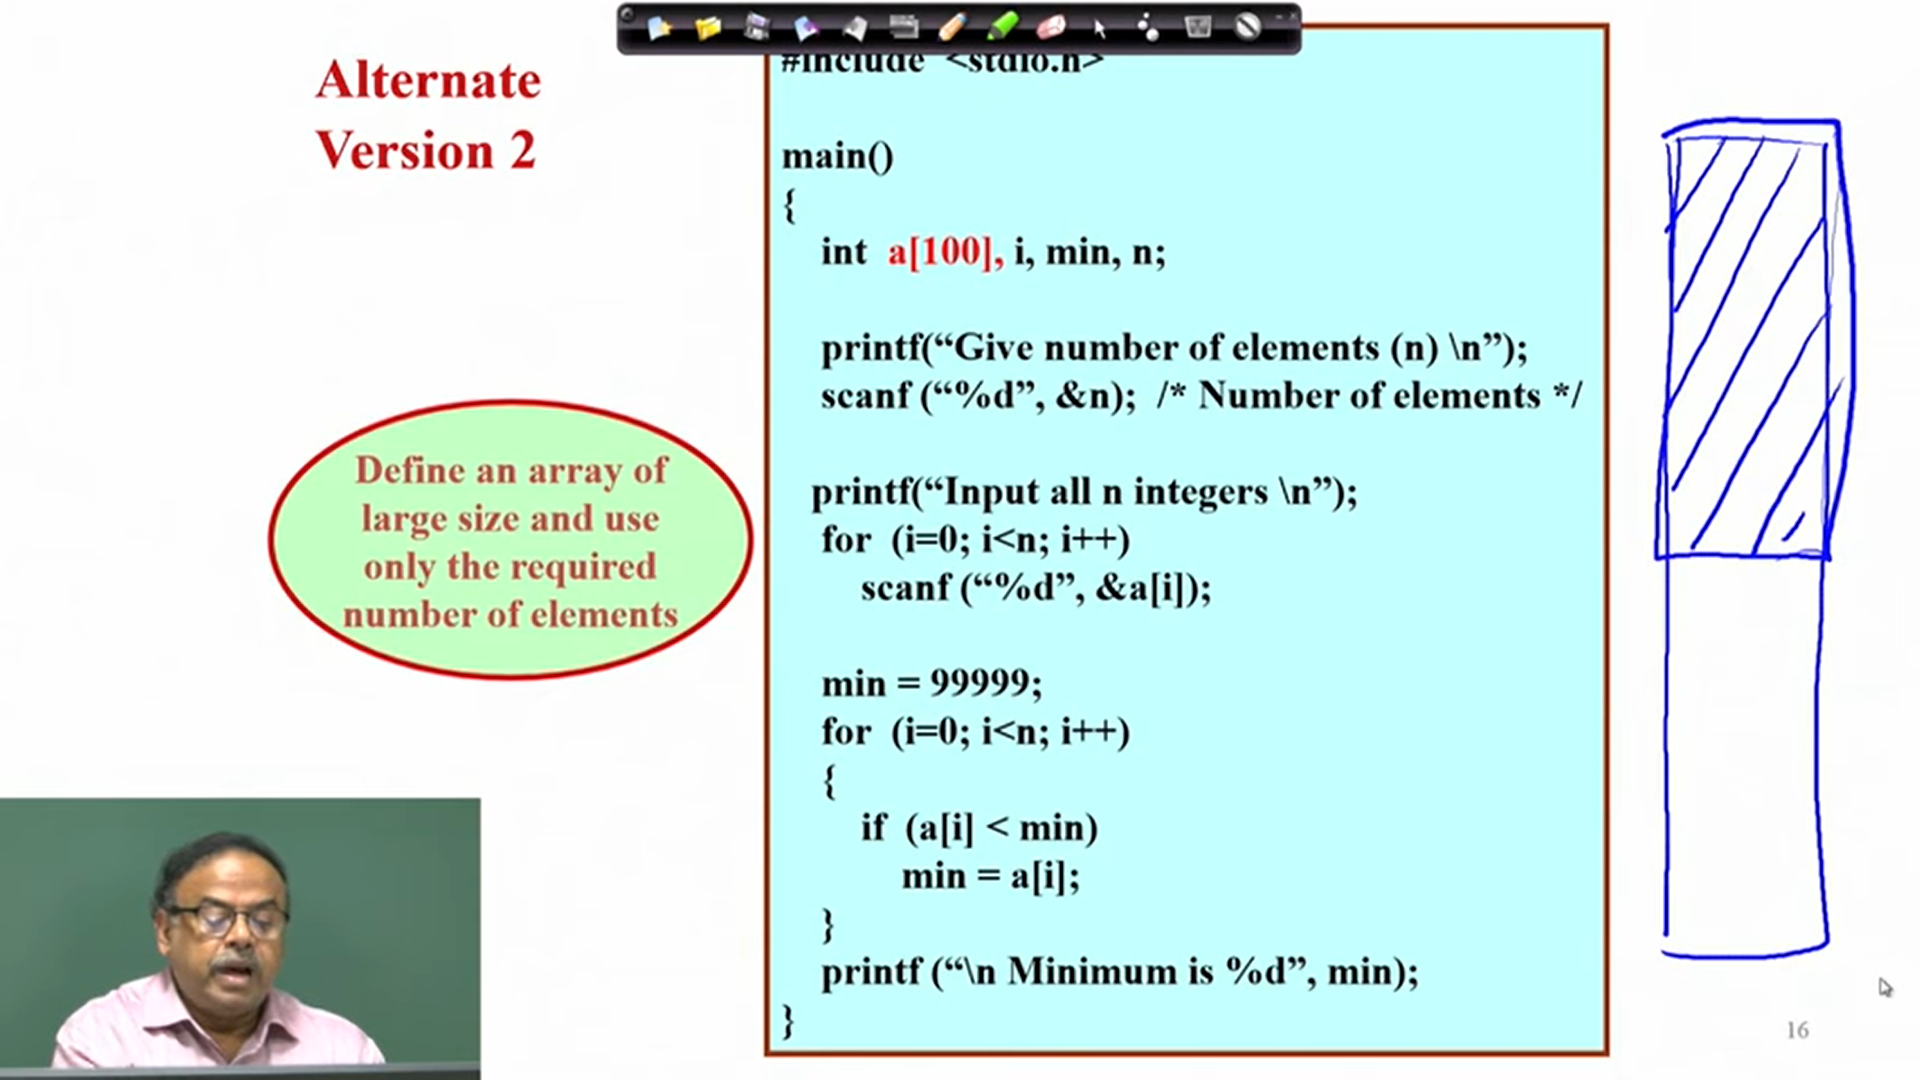 Alternate
Version 2
#include <stdio.h>
main()
{
int a[100], i, min, n;
printf(“Give number of elements (n) \n”);
scanf (“%d”, &n); /* Number of elements */
printf(“Input all n integers \n”);
for (i=0; i<n; i++)
scanf (“%d”, &a[i]);
min = 99999;
for (i=0; i<n; i++)
{
if (a[i] < min)
min = a[i];
}
printf (“\n Minimum is %d”, min);
}
Define an array of
large size and use
only the required
number of elements
16